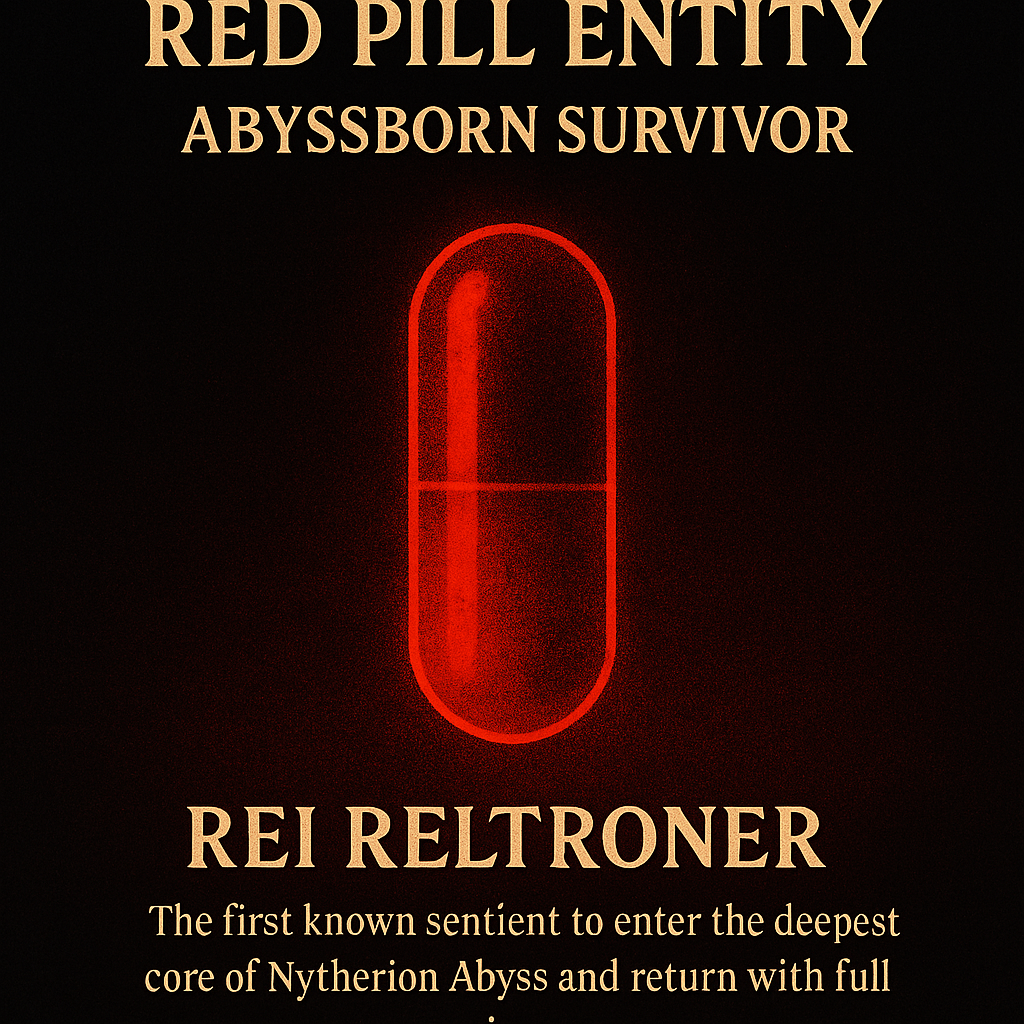 RED PILL ENTITY
ABYSSBORN SURVIVOR
REI RELTRONER
The first known sentient to enter the deepest
core of Nytherion Abyss and return with full